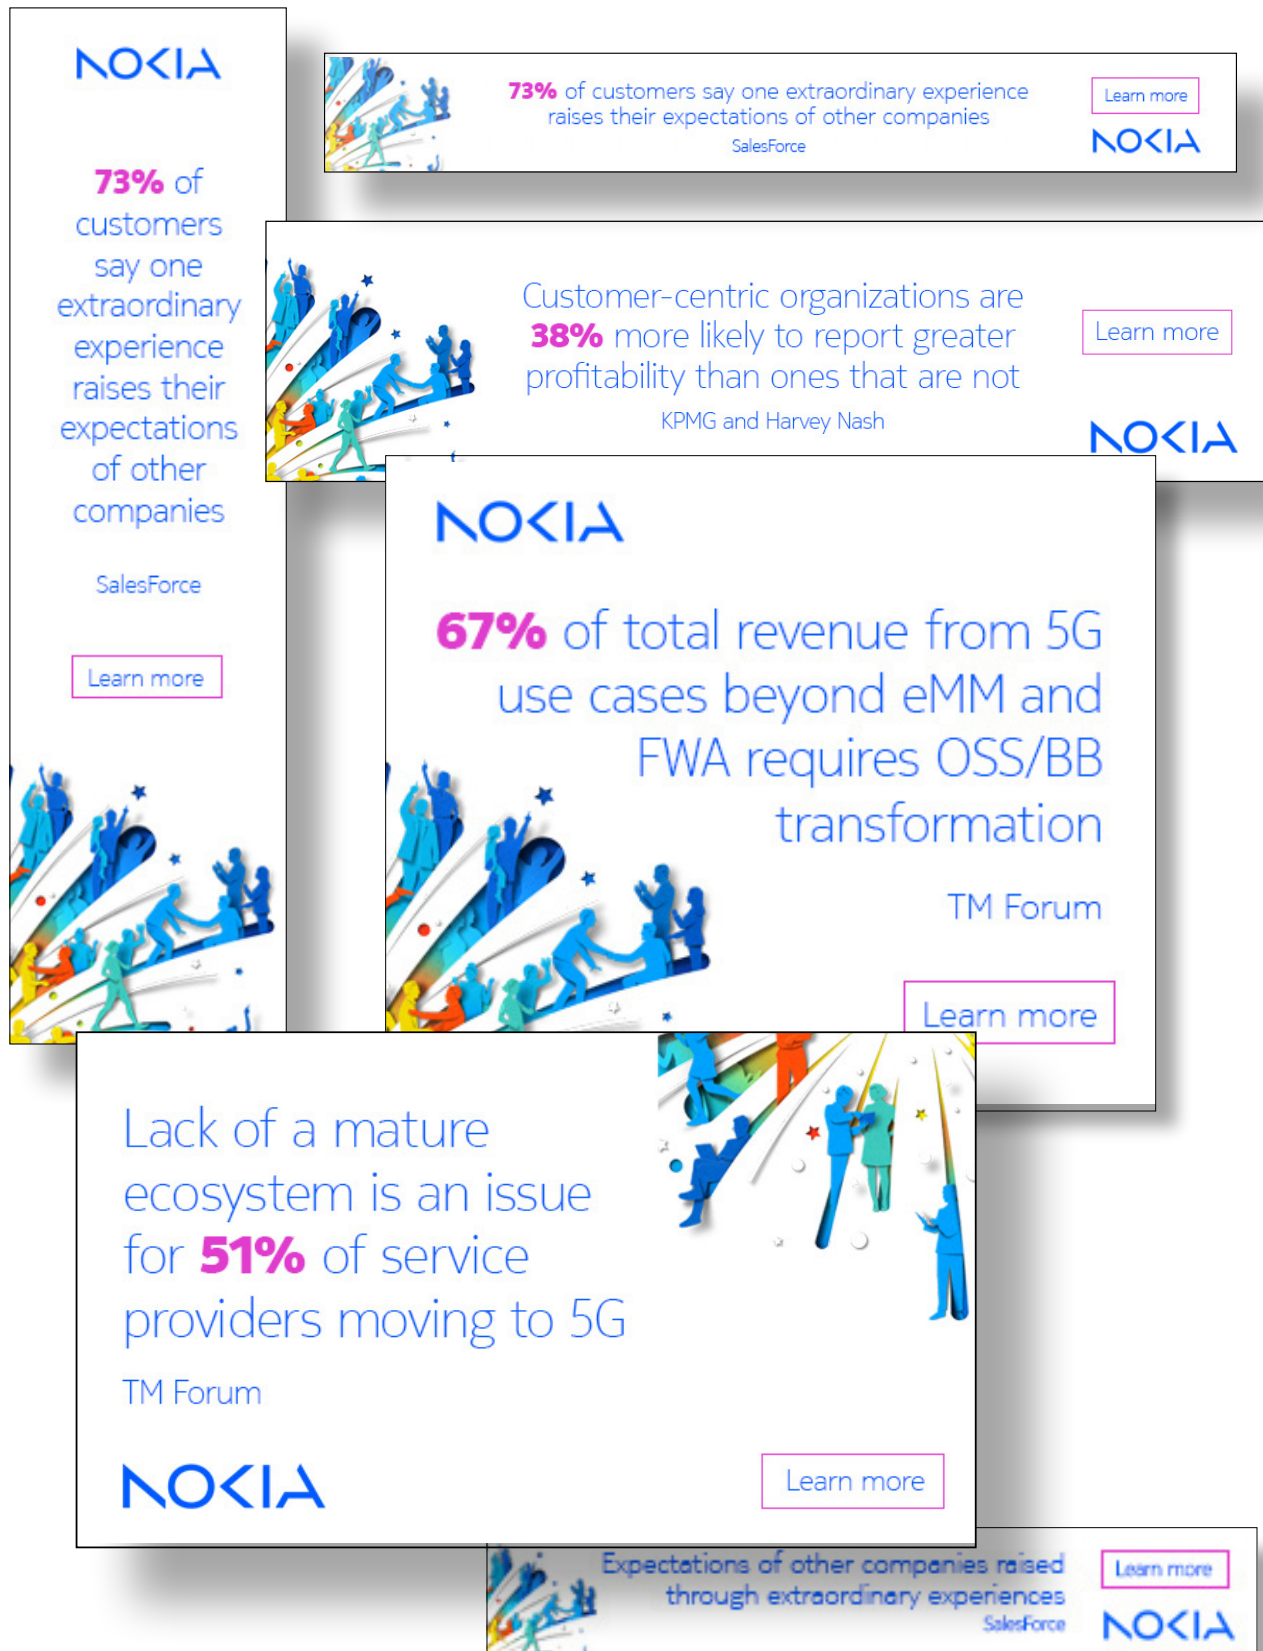 NOKIA
73% of
customers
say one
extraordinary
experience
raises their
expectations
of other
companies
SalesForce
Learn more
73% of customers say one extraordinary experience
raises their expectations of other companies
SalesForce
Learn more
NOKIA
Customer-centric organizations are
38% more likely to report greater
profitability than ones that are not
KPMG and Harvey Nash
Learn more
NOKIA
NOKIA
67% of total revenue from 5G
use cases beyond eMM and
FWA requires OSS/BB
transformation
TM Forum
Learn more
Lack of a mature
ecosystem is an issue
for 51% of service
providers moving to 5G
TM Forum
NOKIA
Learn more
Expectations of other companies raised
through extraordinary experiences
SalesForce
Learn more
NOKIA